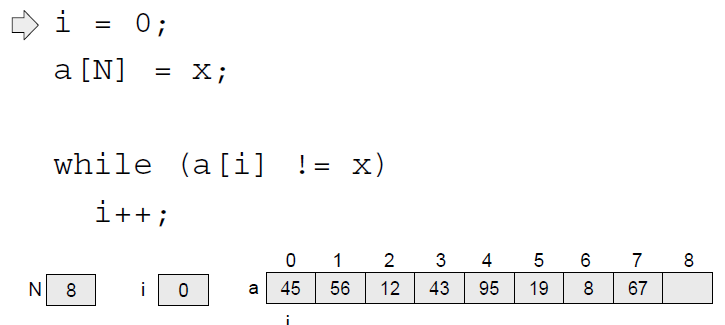 i = 0;
a[N] = x;
while (a[i] != x)
i++;
0 1 2 3 4 5 6 7 8
N 8 i 0 a 45 56 12 43 95 19 8 67
i